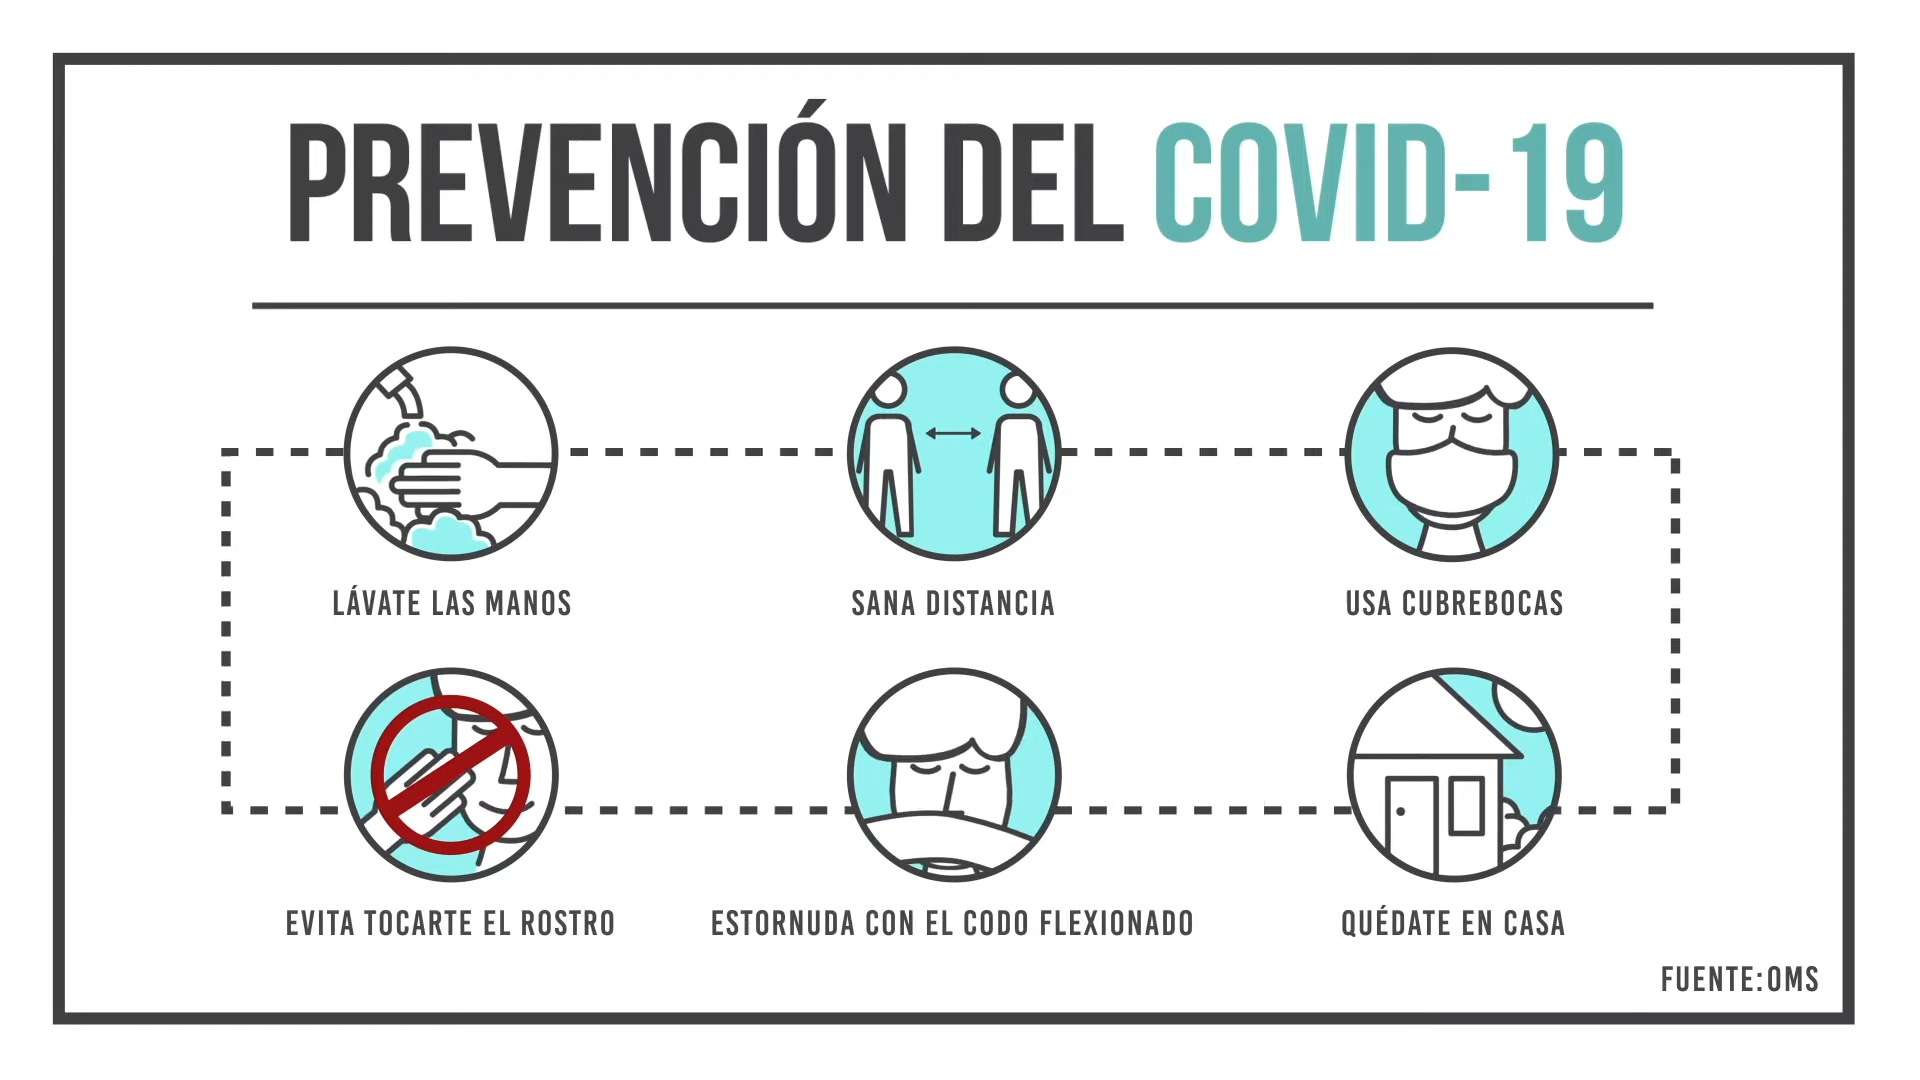 PREVENCIÓN DEL COVID-19
LÁVATE LAS MANOS
SANA DISTANCIA
USA CUBREBOCAS
EVITA TOCARTE EL ROSTRO
ESTORNUDA CON EL CODO FLEXIONADO
QUÉDATE EN CASA
FUENTE:OMS